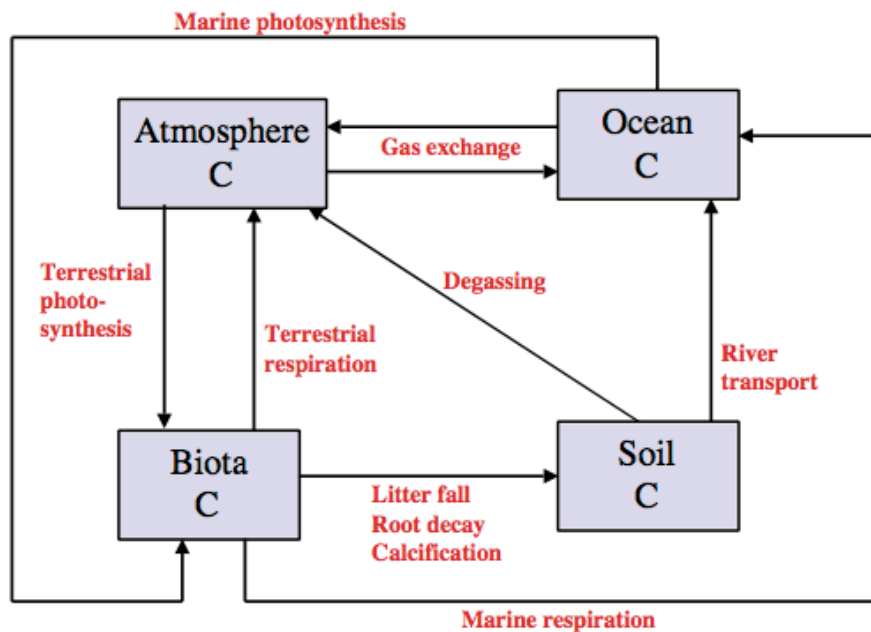 Marine photosynthesis
Atmosphere
C
Ocean
C
Gas exchange
Terrestrial
photo-
synthesis
Terrestrial
respiration
Degassing
River
transport
Biota
C
Soil
C
Litter fall
Root decay
Calcification
Marine respiration